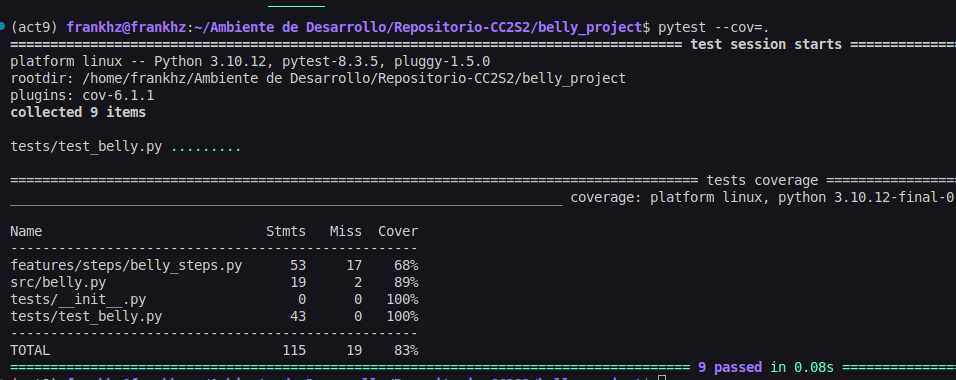 (act9) frankhz@frankhz:~/Ambiente de Desarrollo/Repositorio-CC2S2/belly_project$ pytest --cov=.
==================================================================================== test session starts =============
platform linux -- Python 3.10.12, pytest-8.3.5, pluggy-1.5.0
rootdir: /home/frankhz/Ambiente de Desarrollo/Repositorio-CC2S2/belly_project
plugins: cov-6.1.1
collected 9 items
tests/test_belly.py .........
====================================================================================== tests coverage ================
_____________________________________________________________________ coverage: platform linux, python 3.10.12-final-0
Name                            Stmts   Miss  Cover
---------------------------------------------------
features/steps/belly_steps.py      53     17    68%
src/belly.py                       19      2    89%
tests/__init__.py                   0      0   100%
tests/test_belly.py                43      0   100%
---------------------------------------------------
TOTAL                             115     19    83%
===================================================================================== 9 passed in 0.08s ==============